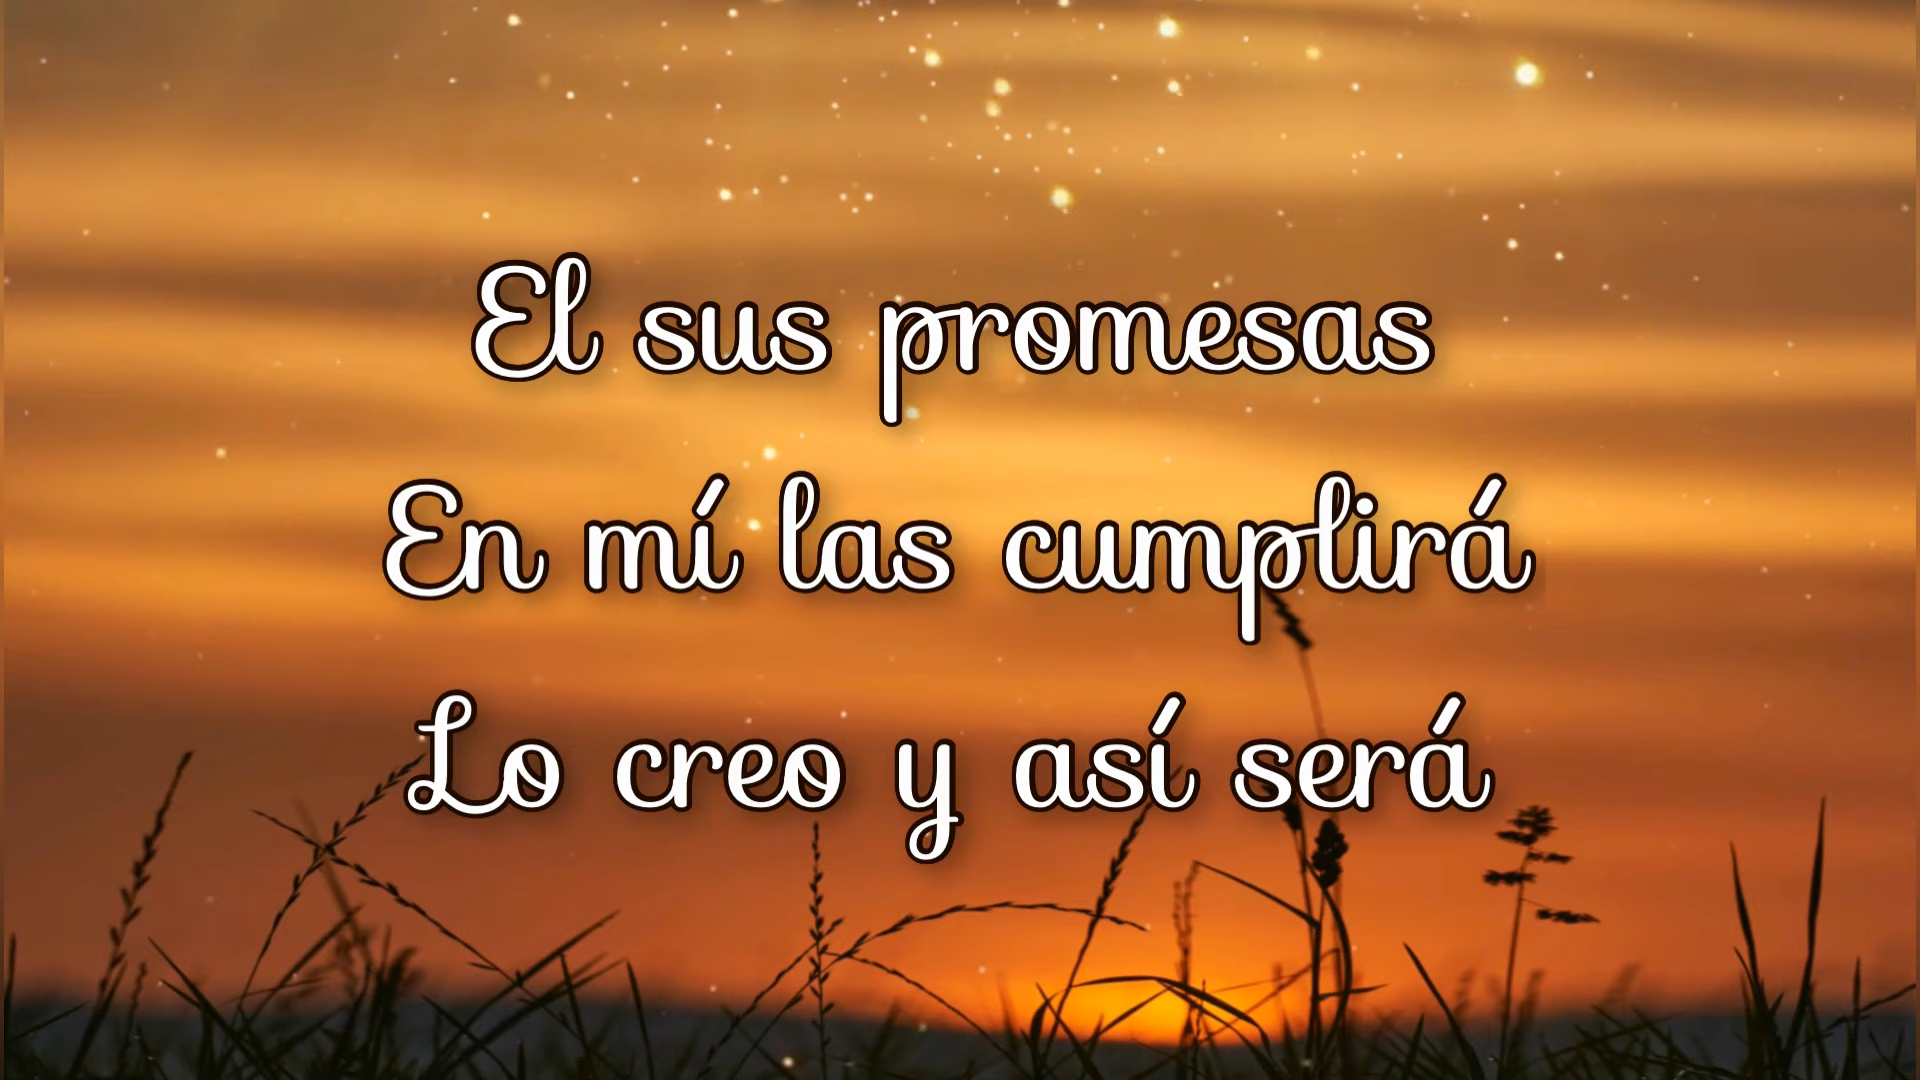 El sus promesas
En mí las cumplirá
Lo creo y así será